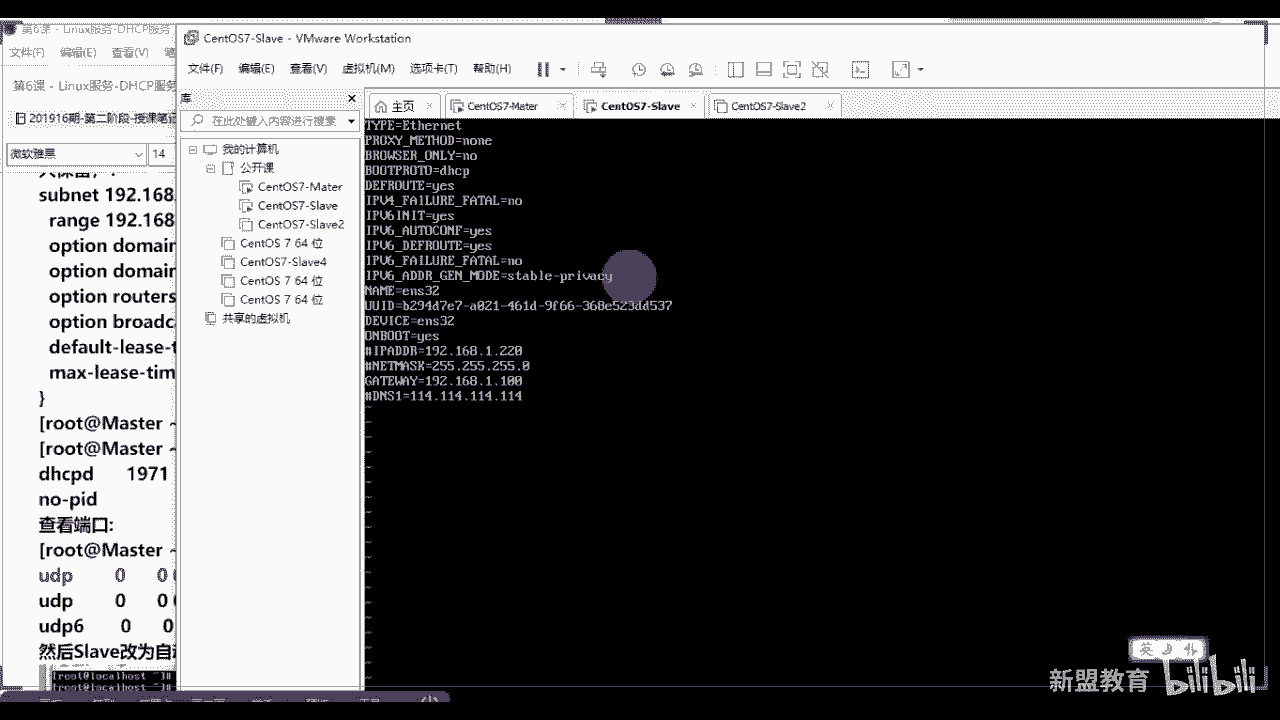 第6课 - Linux服务-DHCP服务
文件(F) 编辑(E) 查看(V)
第6课 - Linux服务-DHCP服务
201916期-第二阶段-授课笔记
微软雅黑 14
subnet 192.168
range 192.168
option domain
option domain
option routers
option broadc
default-lease-t
max-lease-tim
}
[root@Master ~
[root@Master ~
dhcpd 1971
no-pid
查看端口:
[root@Master ~
udp 0 0
udp 0 0
udp6 0 0
然后Slave改为自动
[root@localhost ~]#
[root@localhost ~]#
CentOS7-Slave - VMware Workstation
文件(F) 编辑(E) 查看(V) 虚拟机(M) 选项卡(T) 帮助(H)
库
在此处键入内容进行搜索
我的计算机
公开课
CentOS7-Mater
CentOS7-Slave
CentOS7-Slave2
CentOS 7 64 位
CentOS7-Slave4
CentOS 7 64 位
CentOS 7 64 位
共享的虚拟机
主页 CentOS7-Mater CentOS7-Slave CentOS7-Slave2
TYPE=Ethernet
PROXY_METHOD=none
BROWSER_ONLY=no
BOOTPROTO=dhcp
DEFROUTE=yes
IPV4_FAILURE_FATAL=no
IPV6INIT=yes
IPV6_AUTOCONF=yes
IPV6_DEFROUTE=yes
IPV6_FAILURE_FATAL=no
IPV6_ADDR_GEN_MODE=stable-privacy
NAME=ens32
UUID=b294d7e7-a021-461d-9f66-368e523dd537
DEVICE=ens32
ONBOOT=yes
#IPADDR=192.168.1.220
#NETMASK=255.255.255.0
GATEWAY=192.168.1.100
#DNS1=114.114.114.114
英
新盟教育 bilibili